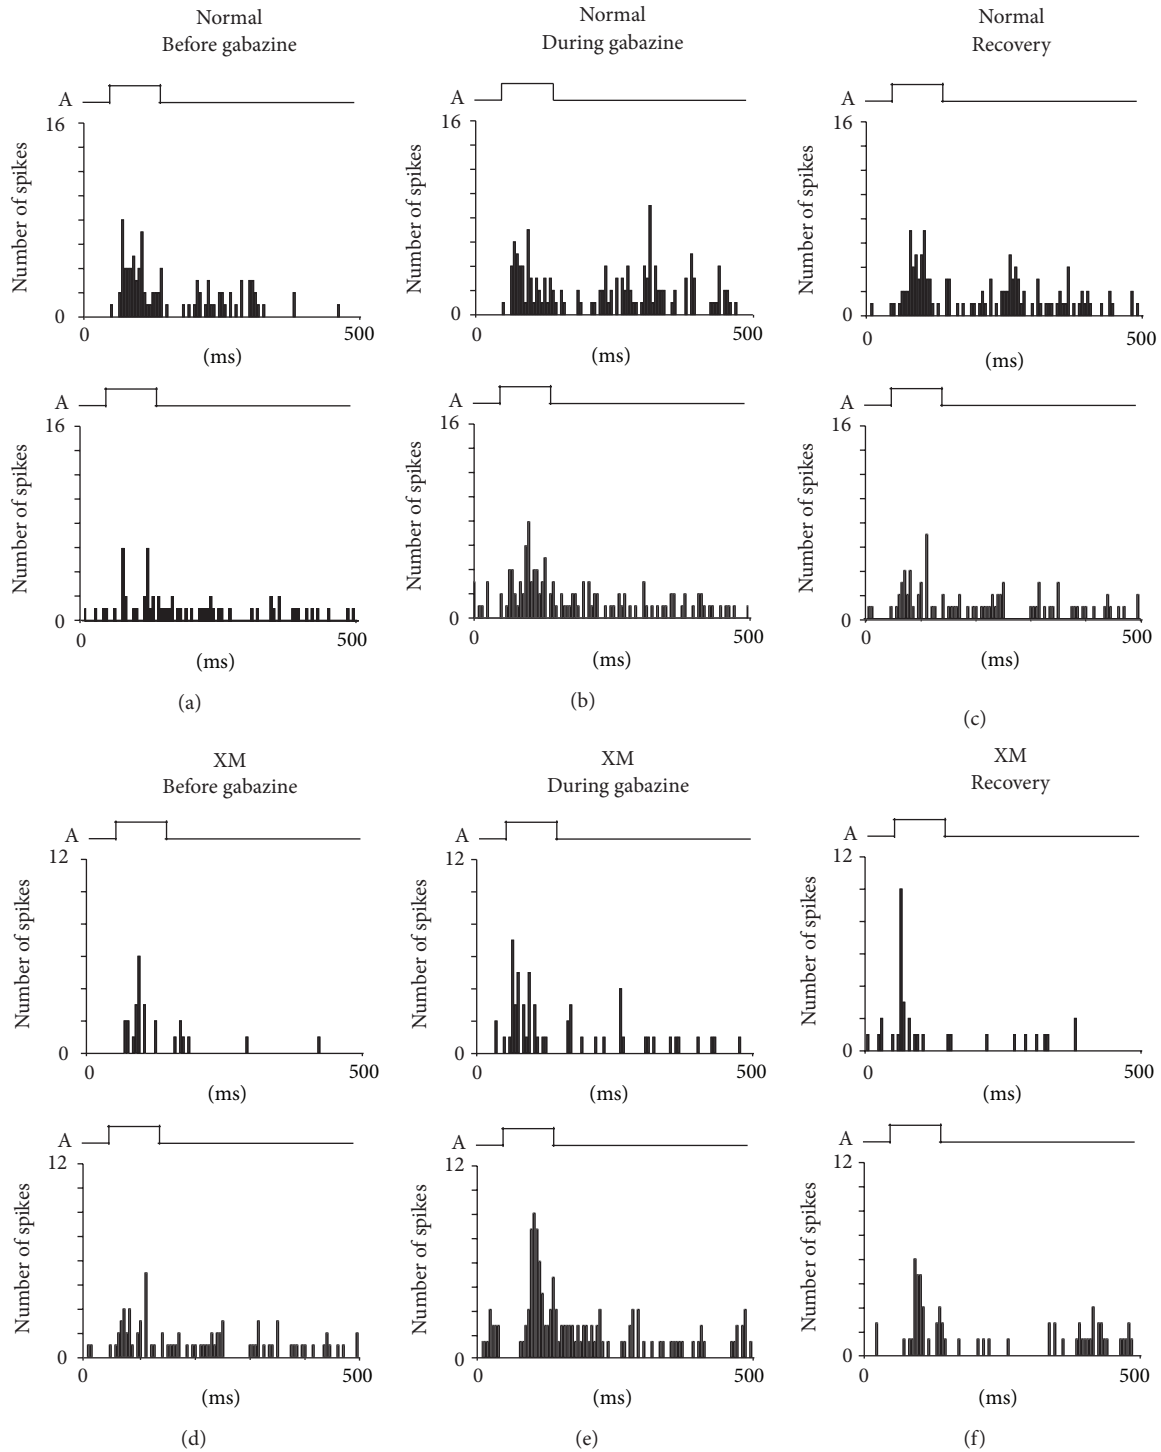 Normal
Before gabazine
Normal
During gabazine
Normal
Recovery
A
16
Number of spikes
0
0
500
(ms)
A
16
Number of spikes
0
0
500
(ms)
A
16
Number of spikes
0
0
500
(ms)
A
16
Number of spikes
0
0
500
(ms)
A
16
Number of spikes
0
0
500
(ms)
A
16
Number of spikes
0
0
500
(ms)
(a)
(b)
(c)
XM
Before gabazine
XM
During gabazine
XM
Recovery
A
12
Number of spikes
0
0
500
(ms)
A
12
Number of spikes
0
0
500
(ms)
A
12
Number of spikes
0
0
500
(ms)
A
12
Number of spikes
0
0
500
(ms)
A
12
Number of spikes
0
0
500
(ms)
A
12
Number of spikes
0
0
500
(ms)
(d)
(e)
(f)